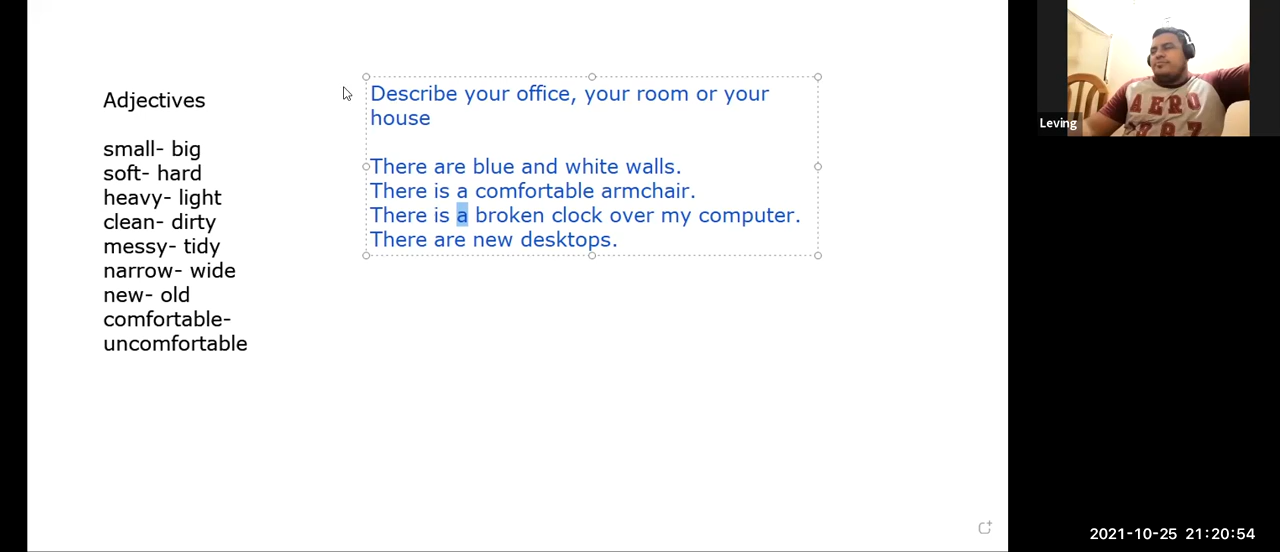 Adjectives
small- big
soft- hard
heavy- light
clean- dirty
messy- tidy
narrow- wide
new- old
comfortable-
uncomfortable
Describe your office, your room or your
house
There are blue and white walls.
There is a comfortable armchair.
There is a broken clock over my computer.
There are new desktops.
AERO
Leving
2021-10-25 21:20:54